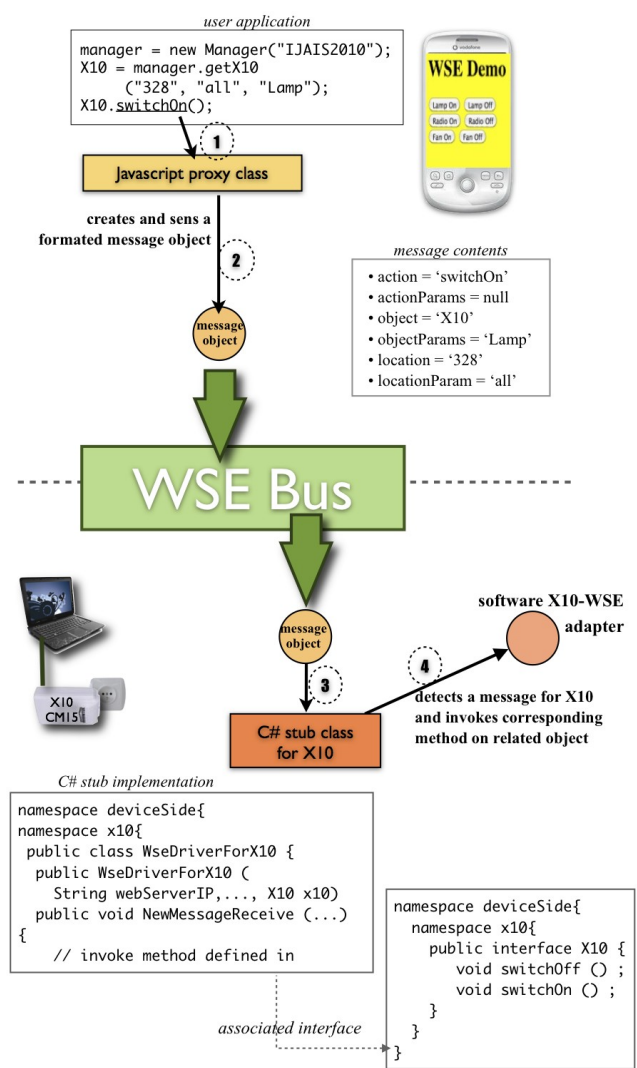 user application
manager = new Manager("IJAIS2010");
X10 = manager.getX10
("328", "all", "Lamp");
X10.switchOn();
1
Javascript proxy class
creates and sens a
formated message object
2
message
object
vodafone
WSE Demo
Lamp On Lamp Off
Radio On Radio Off
Fan On Fan Off
message contents
• action = ‘switchOn’
• actionParams = null
• object = ‘X10’
• objectParams = ‘Lamp’
• location = ‘328’
• locationParam = ‘all’
WSE Bus
message
object
software X10-WSE
adapter
3
4
X10
CM15
detects a message for X10
and invokes corresponding
method on related object
C# stub class
for X10
C# stub implementation
namespace deviceSide{
namespace x10{
public class WseDriverForX10 {
public WseDriverForX10 (
String webServerIP,..., X10 x10)
public void NewMessageReceive (...)
{
// invoke method defined in
associated interface
namespace deviceSide{
namespace x10{
public interface X10 {
void switchOff () ;
void switchOn () ;
}
}
}